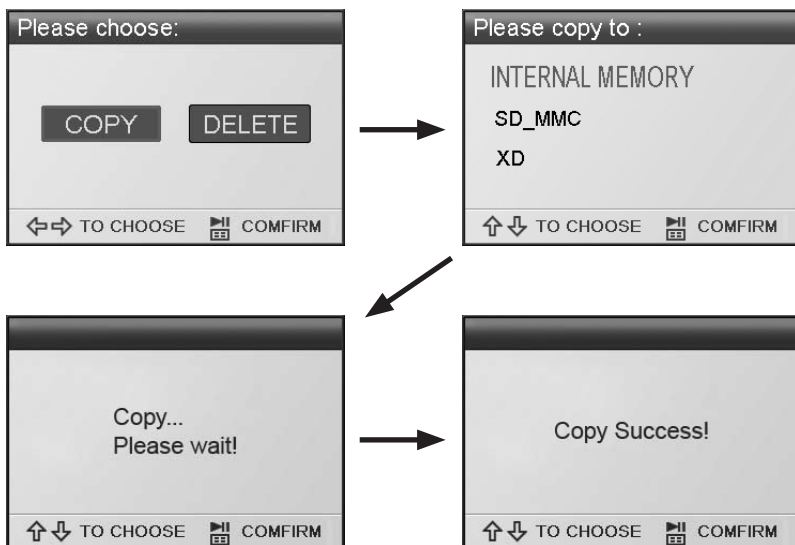 Please choose:
COPY DELETE
TO CHOOSE COMFIRM
Please copy to :
INTERNAL MEMORY
SD_MMC
XD
TO CHOOSE COMFIRM
Copy...
Please wait!
TO CHOOSE COMFIRM
Copy Success!
TO CHOOSE COMFIRM